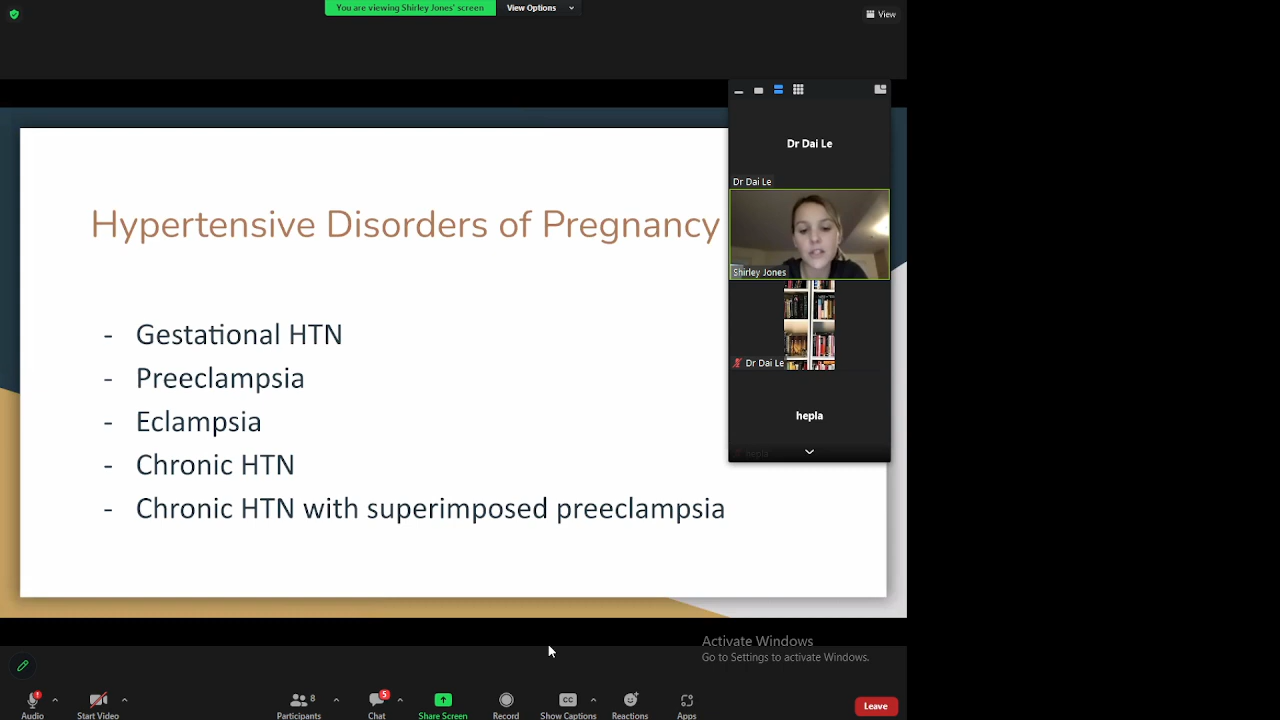 You are viewing Shirley Jones' screen
View Options
View
Dr Dai Le
Dr Dai Le
Shirley Jones
Dr Dai Le
hepla
hepla
Hypertensive Disorders of Pregnancy
- Gestational HTN
- Preeclampsia
- Eclampsia
- Chronic HTN
- Chronic HTN with superimposed preeclampsia
Activate Windows
Go to Settings to activate Windows.
Audio
Start Video
Participants
8
Chat
5
Share Screen
Record
CC
Show Captions
Reactions
Apps
Leave